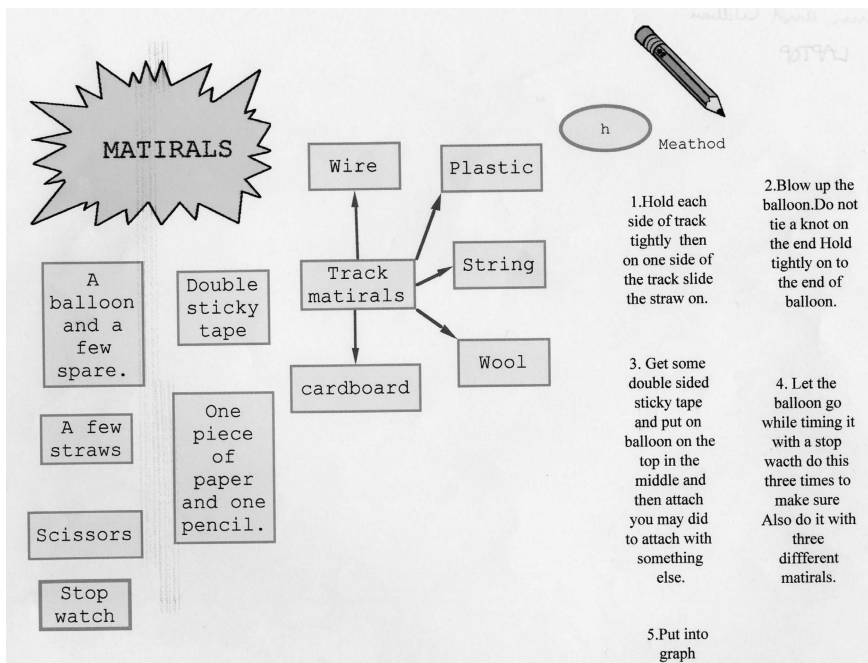 MATIRALS
A
balloon
and a
few
spare.
Double
sticky
tape
A few
straws
One
piece
of
paper
and one
pencil.
Scissors
Stop
watch
Wire
Plastic
Track
matirals
String
Wool
cardboard
h
Meathod
1.Hold each
side of track
tightly then
on one side of
the track slide
the straw on.
2.Blow up the
balloon.Do not
tie a knot on
the end Hold
tightly on to
the end of
balloon.
3. Get some
double sided
sticky tape
and put on
balloon on the
top in the
middle and
then attach
you may did
to attach with
something
else.
4. Let the
balloon go
while timing it
with a stop
wacth do this
three times to
make sure
Also do it with
three
diffferent
matirals.
5.Put into
graph